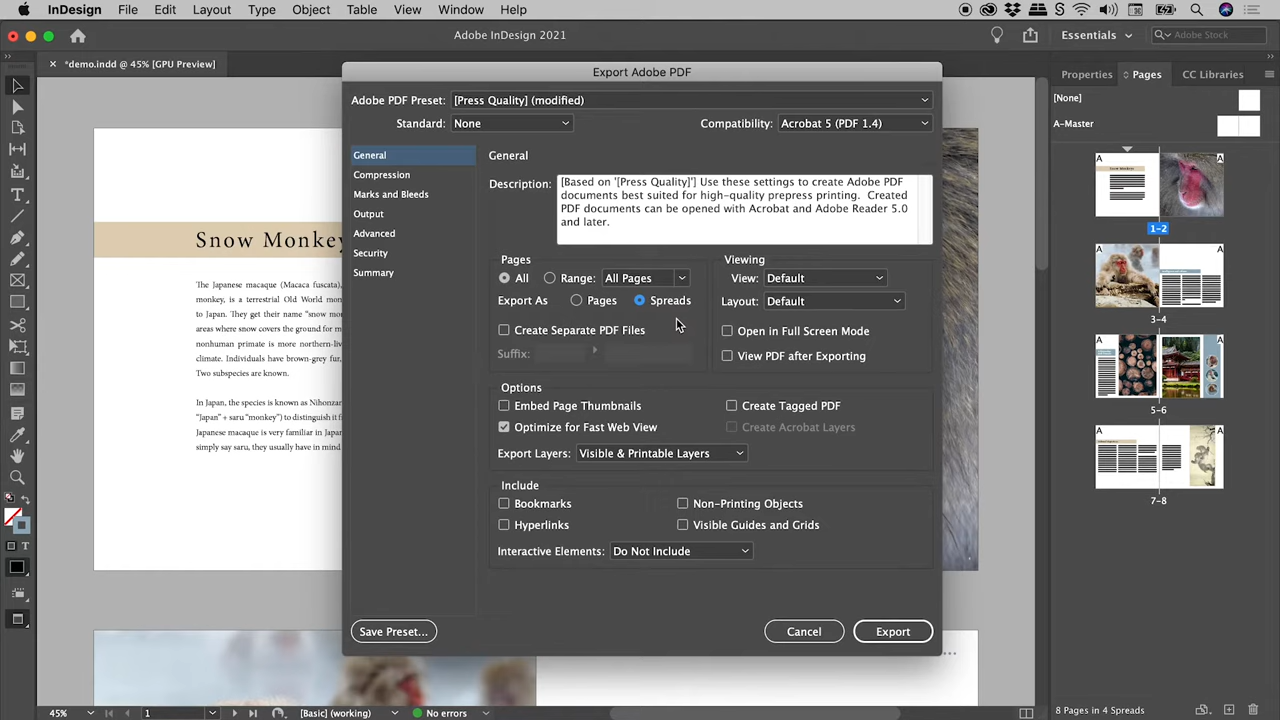 InDesign File Edit Layout Type Object Table View Window Help
Adobe InDesign 2021
Essentials
Adobe Stock
*demo.indd @ 45% [GPU Preview]
Export Adobe PDF
Adobe PDF Preset: [Press Quality] (modified)
Standard: None
Compatibility: Acrobat 5 (PDF 1.4)
General
Compression
Marks and Bleeds
Output
Advanced
Security
Summary
General
Description: [Based on '[Press Quality]'] Use these settings to create Adobe PDF
documents best suited for high-quality prepress printing. Created
PDF documents can be opened with Acrobat and Adobe Reader 5.0
and later.
Pages
All Range: All Pages
Export As Pages Spreads
Create Separate PDF Files
Suffix:
Viewing
View: Default
Layout: Default
Open in Full Screen Mode
View PDF after Exporting
Options
Embed Page Thumbnails
Create Tagged PDF
Optimize for Fast Web View
Create Acrobat Layers
Export Layers: Visible & Printable Layers
Include
Bookmarks
Non-Printing Objects
Hyperlinks
Visible Guides and Grids
Interactive Elements: Do Not Include
Save Preset...
Cancel
Export
Snow Monkey
The Japanese macaque (Macaca fuscata),
monkey, is a terrestrial Old World mon
to Japan. They get their name "snow mon
areas where snow covers the ground for m
nonhuman primate is more northern-livi
climate. Individuals have brown-grey fur,
Two subspecies are known.
In Japan, the species is known as Nihonza
"Japan" + saru "monkey") to distinguish it f
Japanese macaque is very familiar in Japan
simply say saru, they usually have in mind
Properties
Pages
CC Libraries
[None]
A-Master
A A
1-2
A A
3-4
A A
5-6
A A
7-8
8 Pages in 4 Spreads
45%
1
[Basic] (working)
No errors